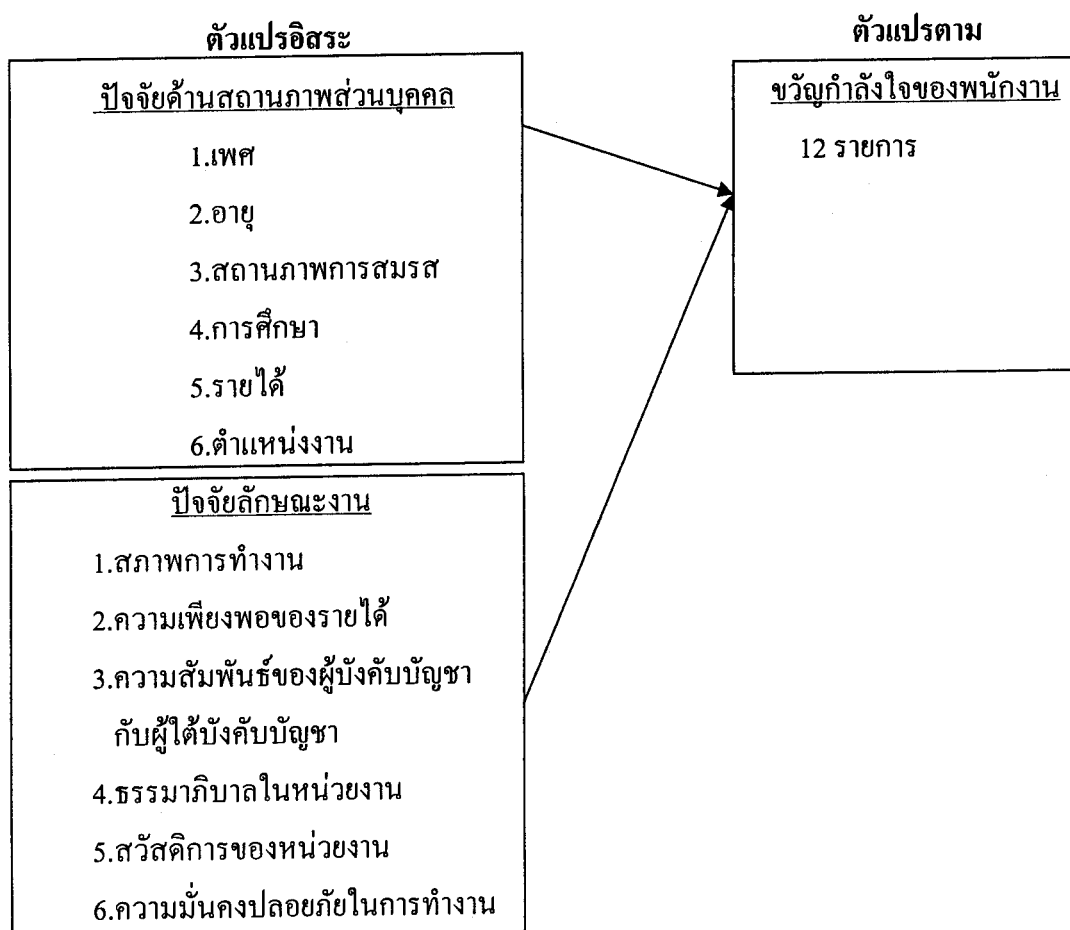 ตัวแปรอิสระ
ปัจจัยด้านสถานภาพส่วนบุคคล
1.เพศ
2.อายุ
3.สถานภาพการสมรส
4.การศึกษา
5.รายได้
6.ตำแหน่งงาน
ปัจจัยลักษณะงาน
1.สภาพการทำงาน
2.ความเพียงพอของรายได้
3.ความสัมพันธ์ของผู้บังคับบัญชา
กับผู้ใต้บังคับบัญชา
4.ธรรมาภิบาลในหน่วยงาน
5.สวัสดิการของหน่วยงาน
6.ความมั่นคงปลอยภัยในการทำงาน
ตัวแปรตาม
ขวัญกำลังใจของพนักงาน
12 รายการ